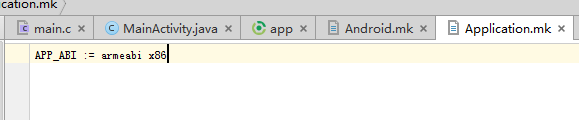 cation.mk
main.c
MainActivity.java
app
Android.mk
Application.mk
APP_ABI := armeabi x86